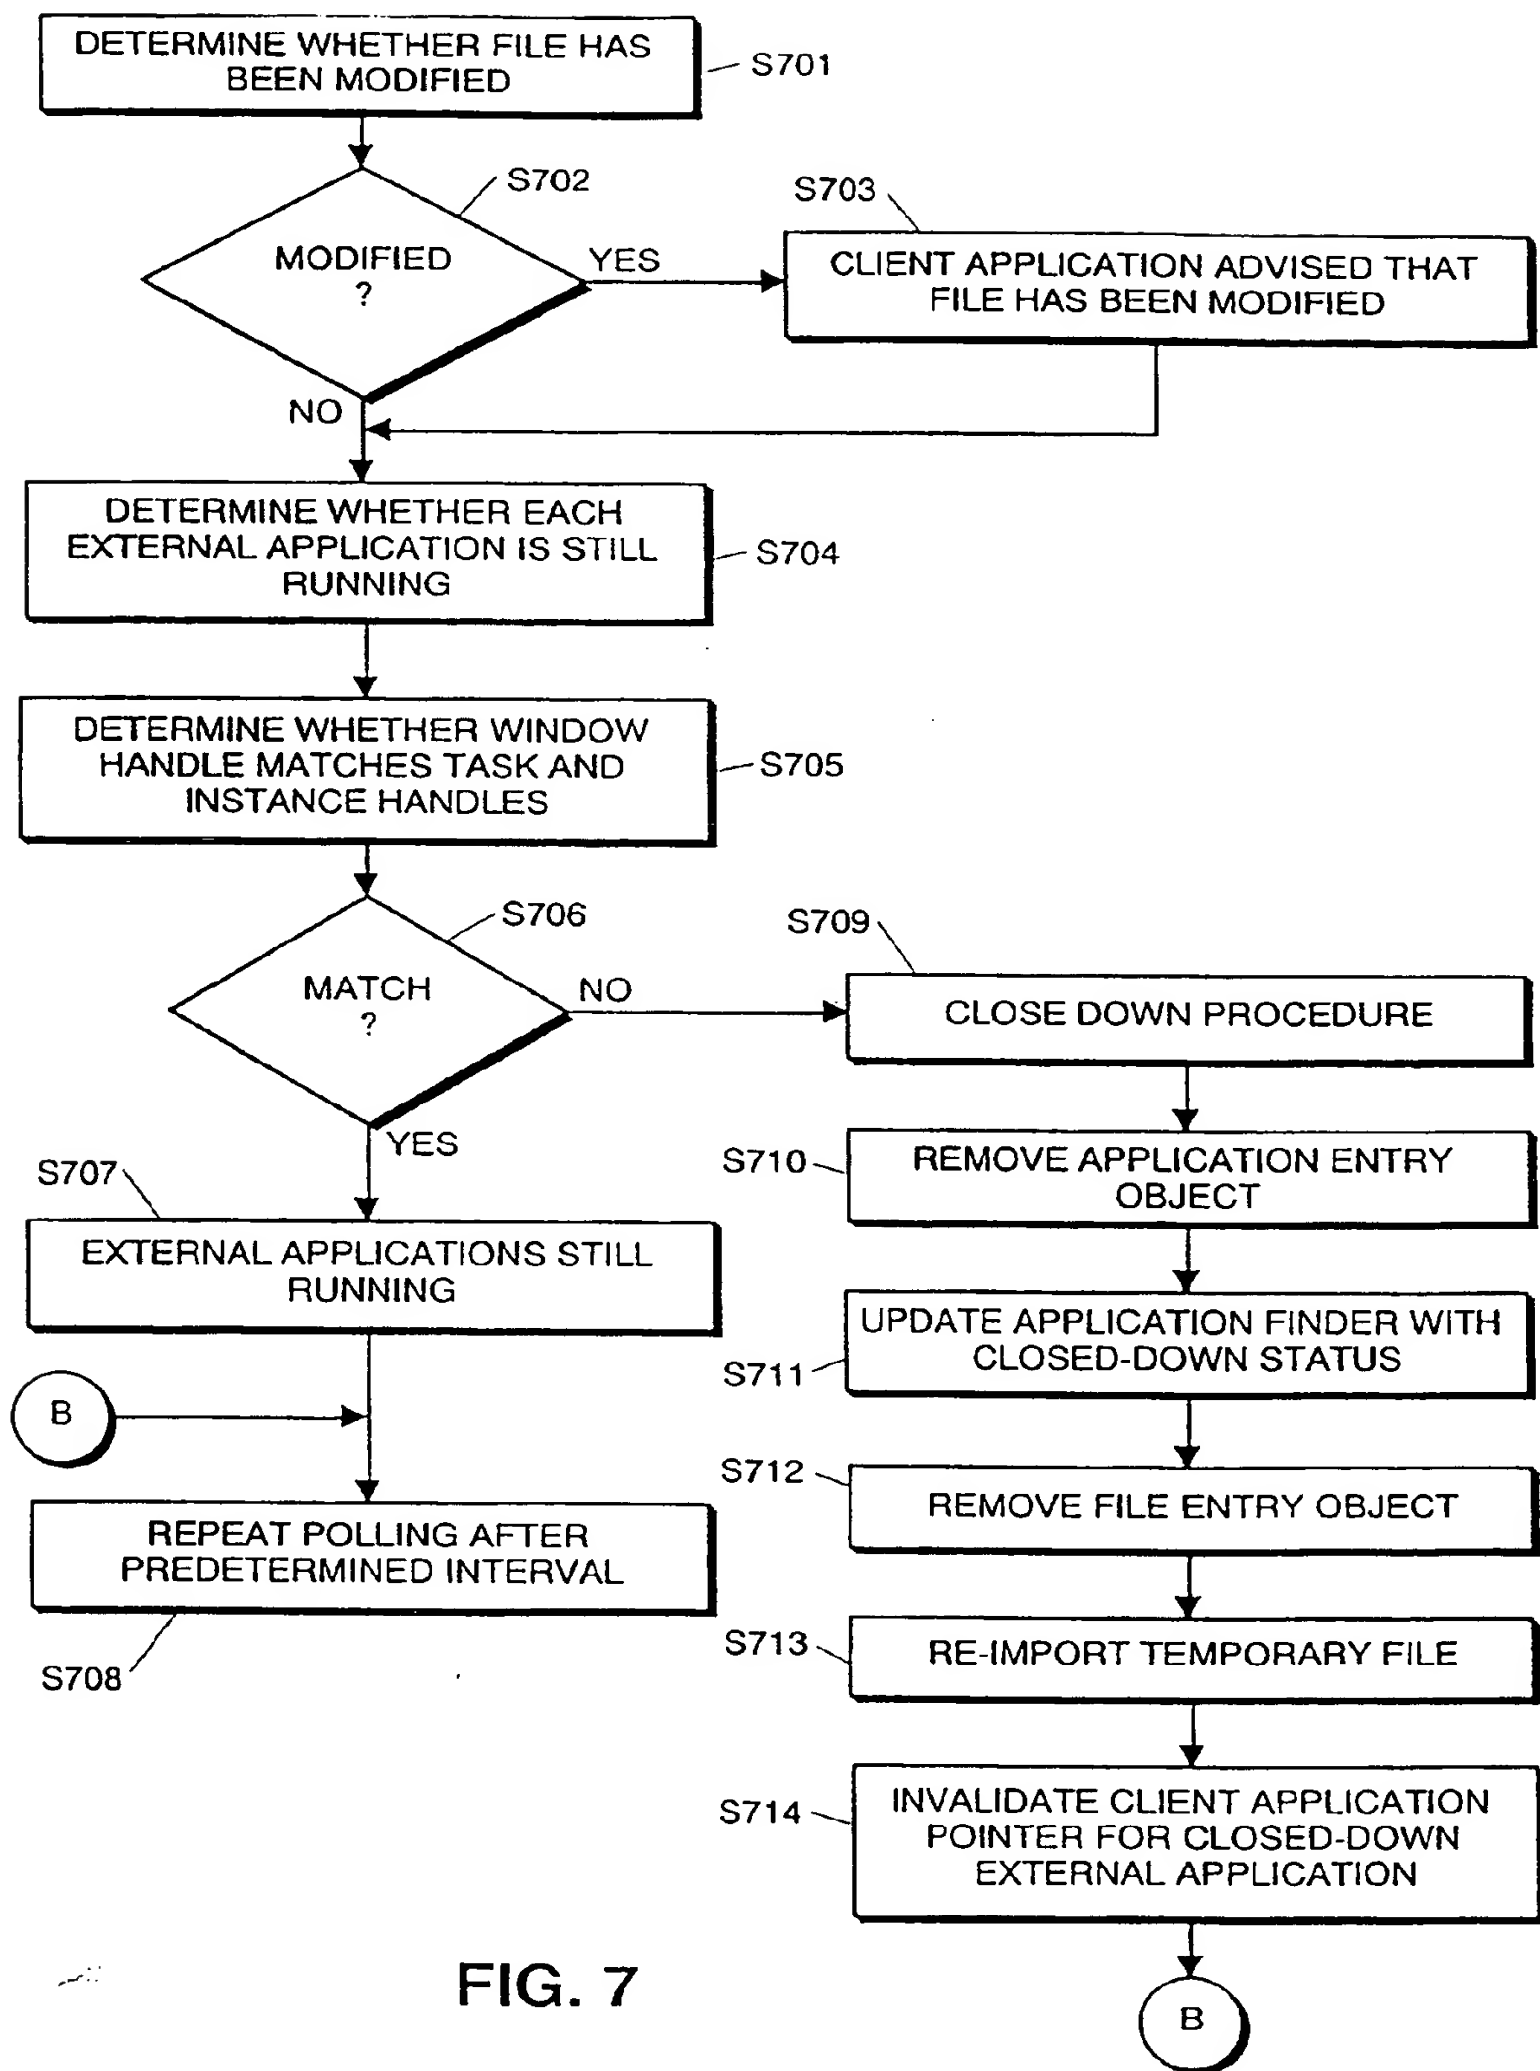 DETERMINE WHETHER FILE HAS
BEEN MODIFIED
S701
S702
MODIFIED
?
YES
NO
S703
CLIENT APPLICATION ADVISED THAT
FILE HAS BEEN MODIFIED
DETERMINE WHETHER EACH
EXTERNAL APPLICATION IS STILL
RUNNING
S704
DETERMINE WHETHER WINDOW
HANDLE MATCHES TASK AND
INSTANCE HANDLES
S705
S706
MATCH
?
NO
YES
S707
EXTERNAL APPLICATIONS STILL
RUNNING
B
REPEAT POLLING AFTER
PREDETERMINED INTERVAL
S708
S709
CLOSE DOWN PROCEDURE
S710
REMOVE APPLICATION ENTRY
OBJECT
UPDATE APPLICATION FINDER WITH
CLOSED-DOWN STATUS
S711
S712
REMOVE FILE ENTRY OBJECT
S713
RE-IMPORT TEMPORARY FILE
S714
INVALIDATE CLIENT APPLICATION
POINTER FOR CLOSED-DOWN
EXTERNAL APPLICATION
B
FIG. 7